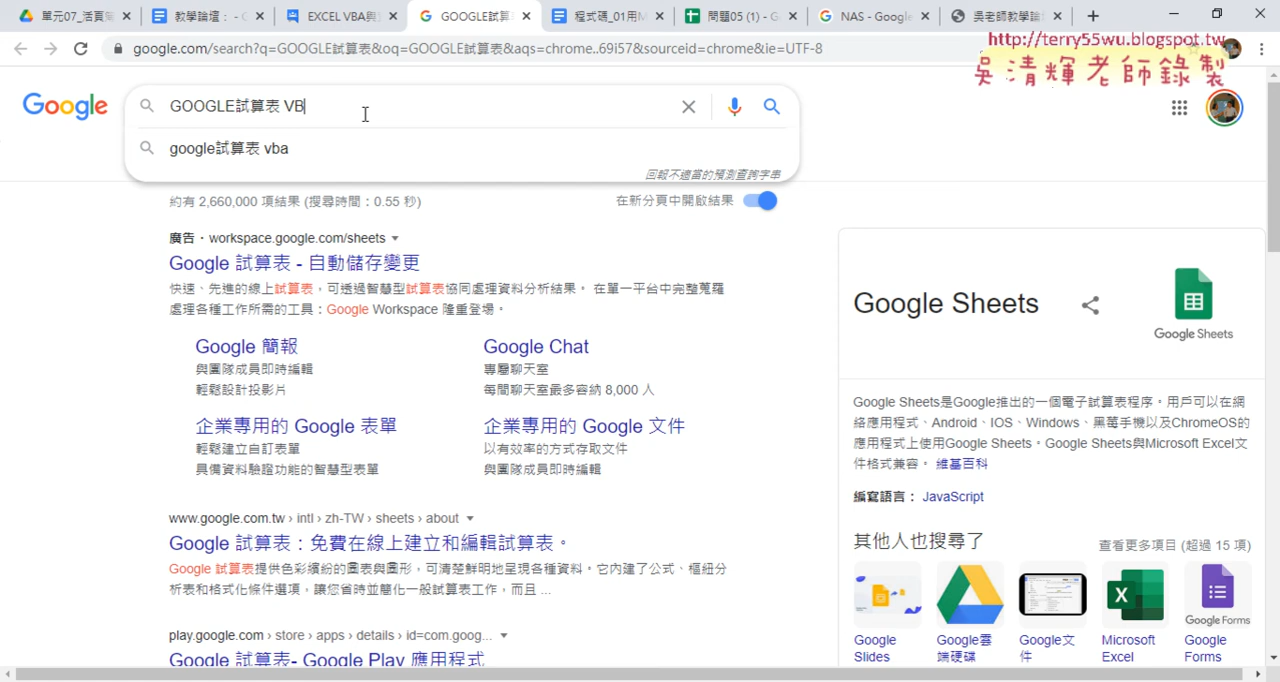 單元07_活頁簿
教學論壇：- G
EXCEL VBA與
GOOGLE試算
程式碼_01用M
問題05 (1) - G
NAS - Google
吳老師教學論
google.com/search?q=GOOGLE試算表&oq=GOOGLE試算表&aqs=chrome..69i57&sourceid=chrome&ie=UTF-8
http://terry55wu.blogspot.tw
吳清輝老師錄製
Google
GOOGLE試算表 VB
google試算表 vba
回報不適當的預測查詢字串
約有 2,660,000 項結果 (搜尋時間：0.55 秒)
在新分頁中開啟結果
廣告・workspace.google.com/sheets
Google 試算表 - 自動儲存變更
快速、先進的線上試算表，可透過智慧型試算表協同處理資料分析結果。 在單一平台中完整蒐羅
處理各種工作所需的工具：Google Workspace 隆重登場。
Google 簡報
與團隊成員即時編輯
輕鬆設計投影片
Google Chat
專屬聊天室
每間聊天室最多容納 8,000 人
企業專用的 Google 表單
輕鬆建立自訂表單
具備資料驗證功能的智慧型表單
企業專用的 Google 文件
以有效率的方式存取文件
與團隊成員即時編輯
www.google.com.tw › intl › zh-TW › sheets › about
Google 試算表：免費在線上建立和編輯試算表。
Google 試算表提供色彩繽紛的圖表與圖形，可清楚鮮明地呈現各種資料。它內建了公式、樞紐分
析表和格式化條件選項，讓您省時並簡化一般試算表工作，而且 ...
play.google.com › store › apps › details › id=com.goog...
Google 試算表- Google Play 應用程式
Google Sheets
Google Sheets
Google Sheets是Google推出的一個電子試算表程序。用戶可以在網
絡應用程式、Android、IOS、Windows、黑莓手機以及ChromeOS的
應用程式上使用Google Sheets。Google Sheets與Microsoft Excel文
件格式兼容。 維基百科
編寫語言： JavaScript
其他人也搜尋了
查看更多項目 (超過 15 項)
Google Forms
Google Slides
Google雲端硬碟
Google文件
Microsoft Excel
Google Forms